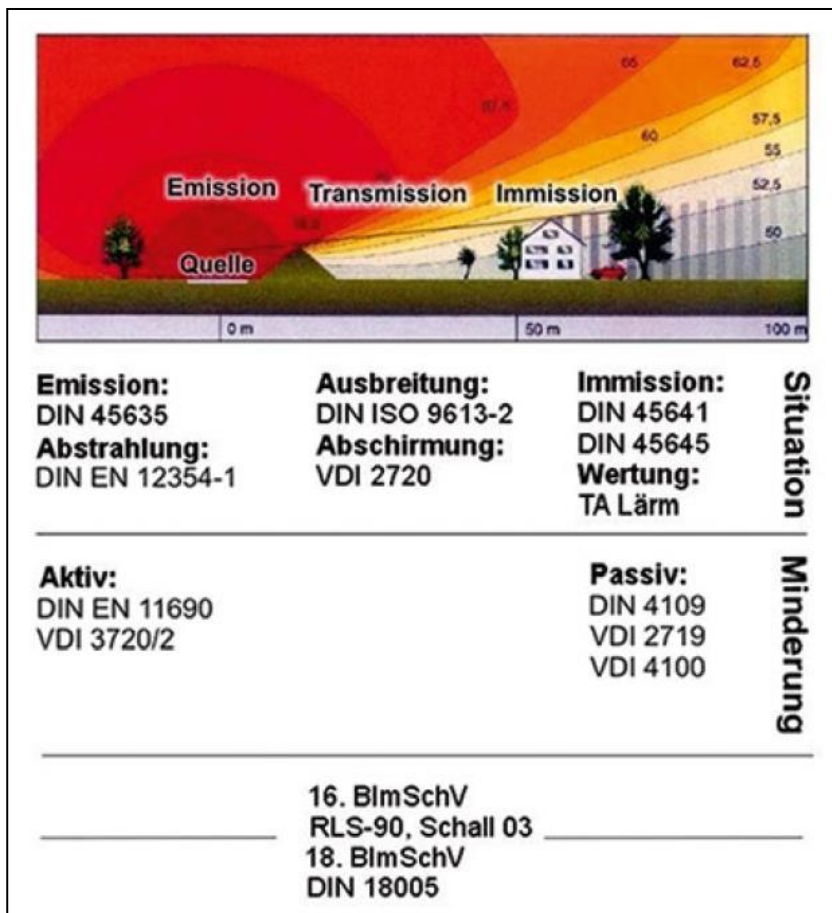 65
62,5
67,5
57,5
60
55
52,5
50
Emission
Transmission
Immission
Quelle
0 m
50 m
100 m
Emission:
DIN 45635
Abstrahlung:
DIN EN 12354-1
Ausbreitung:
DIN ISO 9613-2
Abschirmung:
VDI 2720
Immission:
DIN 45641
DIN 45645
Wertung:
TA Lärm
Situation
Aktiv:
DIN EN 11690
VDI 3720/2
Passiv:
DIN 4109
VDI 2719
VDI 4100
Minderung
16. BImSchV
RLS-90, Schall 03
18. BImSchV
DIN 18005